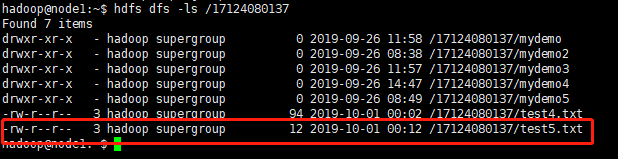 hadoop@node1:~$ hdfs dfs -ls /17124080137
Found 7 items
drwxr-xr-x - hadoop supergroup 0 2019-09-26 11:58 /17124080137/mydemo
drwxr-xr-x - hadoop supergroup 0 2019-09-26 08:38 /17124080137/mydemo2
drwxr-xr-x - hadoop supergroup 0 2019-09-26 11:57 /17124080137/mydemo3
drwxr-xr-x - hadoop supergroup 0 2019-09-26 14:47 /17124080137/mydemo4
drwxr-xr-x - hadoop supergroup 0 2019-09-26 08:49 /17124080137/mydemo5
-rw-r--r-- 3 hadoop supergroup 94 2019-10-01 00:02 /17124080137/test4.txt
-rw-r--r-- 3 hadoop supergroup 12 2019-10-01 00:12 /17124080137/test5.txt
hadoop@node1:~$